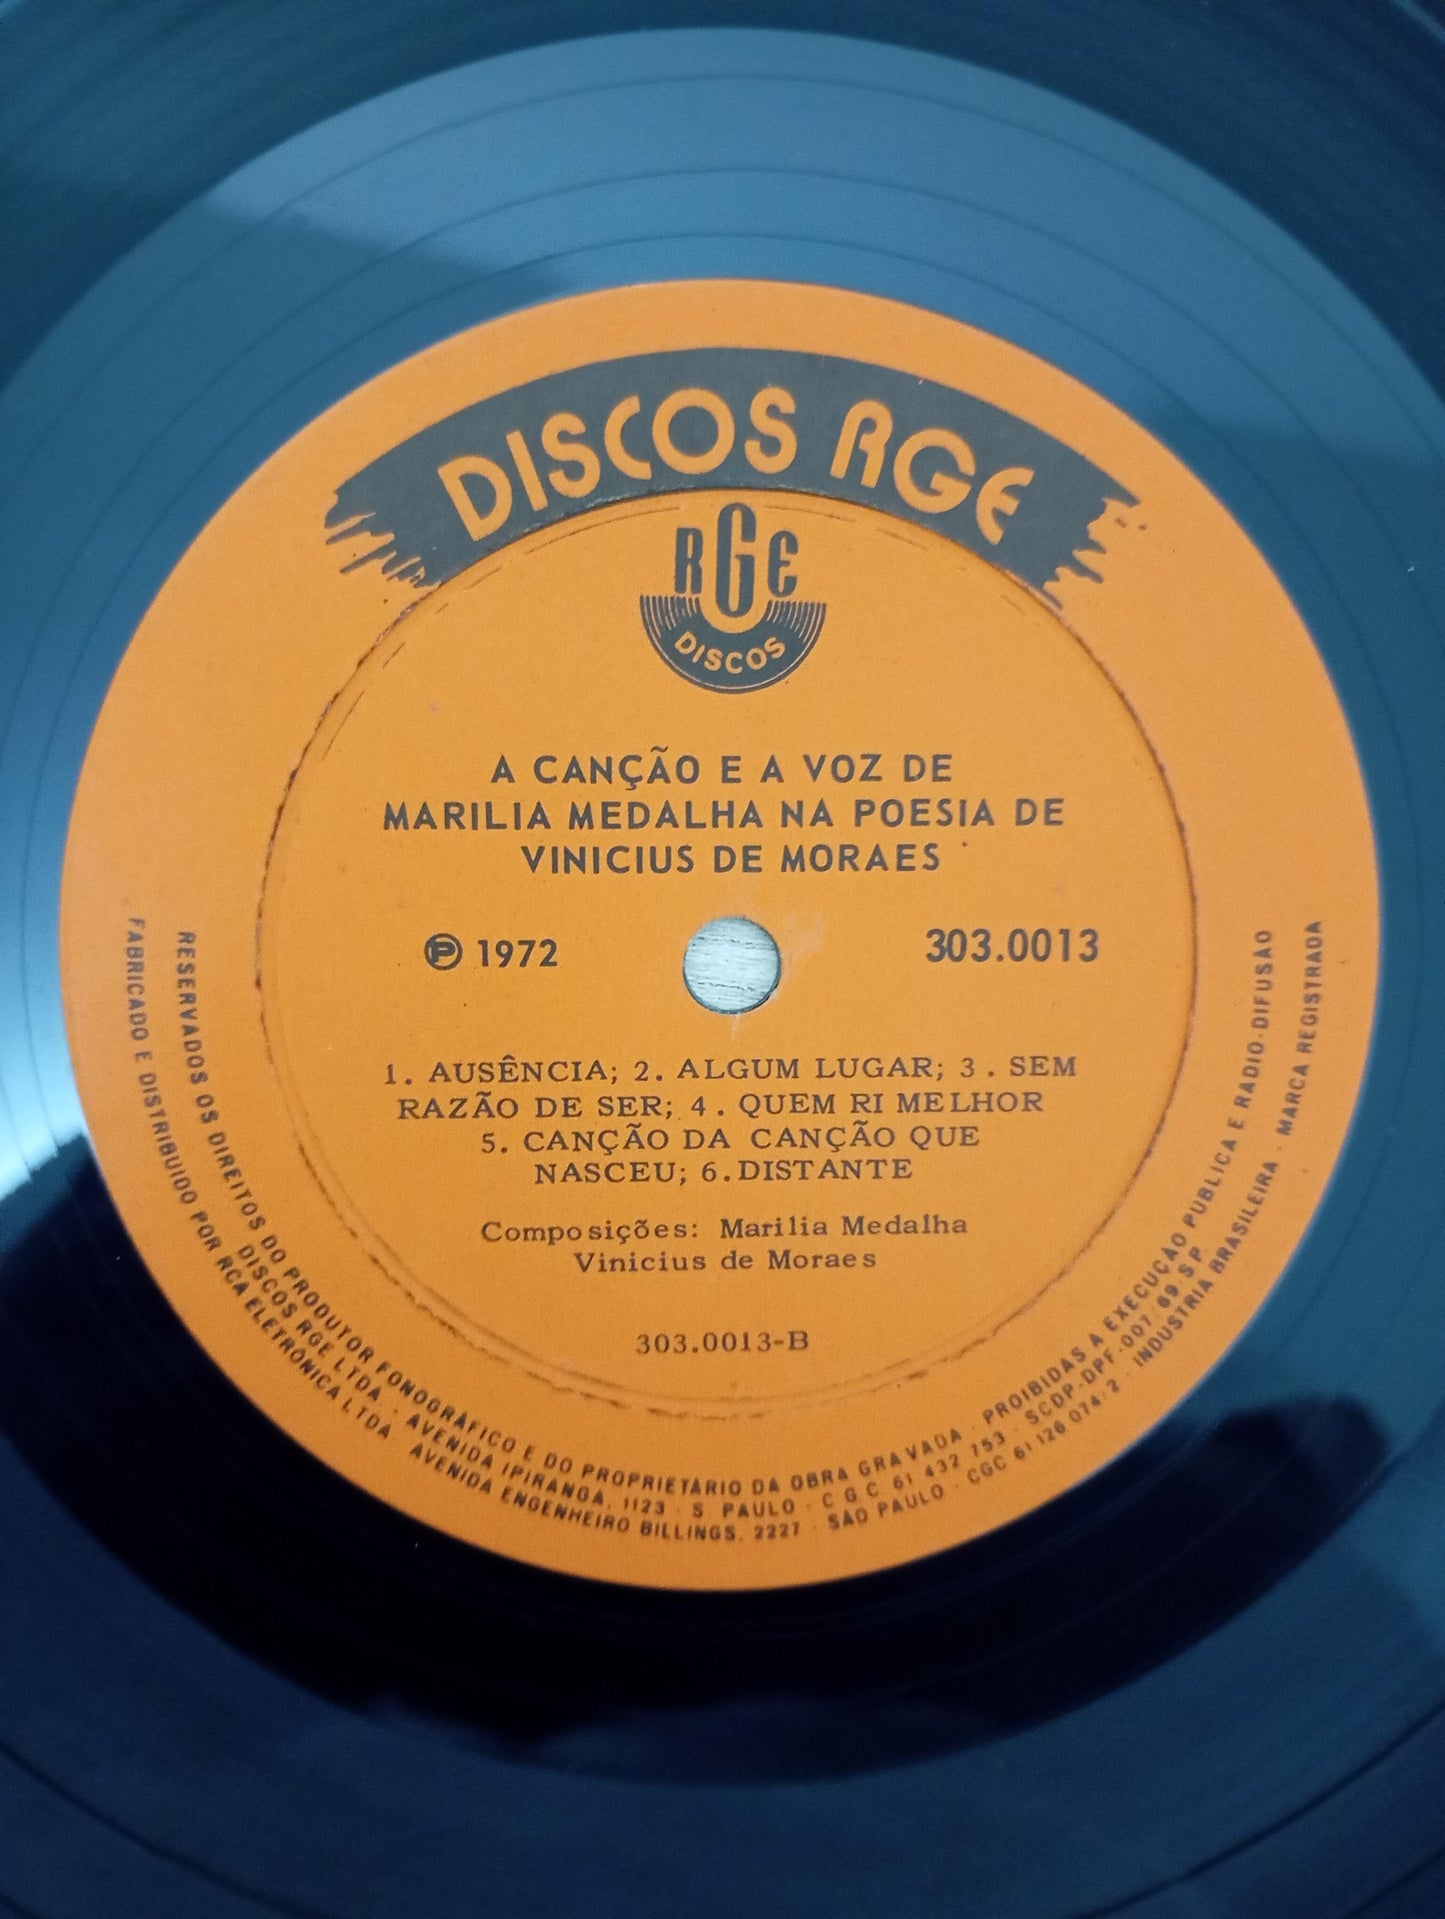 DISCOS RGE
RGE
DISCOS
A CANÇÃO E A VOZ DE
MARILIA MEDALHA NA POESIA DE
VINICIUS DE MORAES
Ⓟ 1972
303.0013
1. AUSÊNCIA; 2. ALGUM LUGAR; 3 . SEM
RAZÃO DE SER; 4 . QUEM RI MELHOR
5. CANÇÃO DA CANÇÃO QUE
NASCEU; 6. DISTANTE
Composições: Marilia Medalha
Vinicius de Moraes
303.0013-B
RESERVADOS OS DIREITOS DO PRODUTOR FONOGRÁFICO E DO PROPRIETÁRIO DA OBRA GRAVADA · PROIBIDAS A EXECUÇÃO PUBLICA E RADIO-DIFUSÃO
DISCOS RGE LTDA · AVENIDA IPIRANGA, 1123 · S PAULO · C G C 61 432 753 · SCDP-DPF-007/69 SP
FABRICADO E DISTRIBUIDO POR RCA ELETRÔNICA LTDA · AVENIDA ENGENHEIRO BILLINGS, 2227 · SÃO PAULO · CGC 61 126 074/2 · INDUSTRIA BRASILEIRA · MARCA REGISTRADA